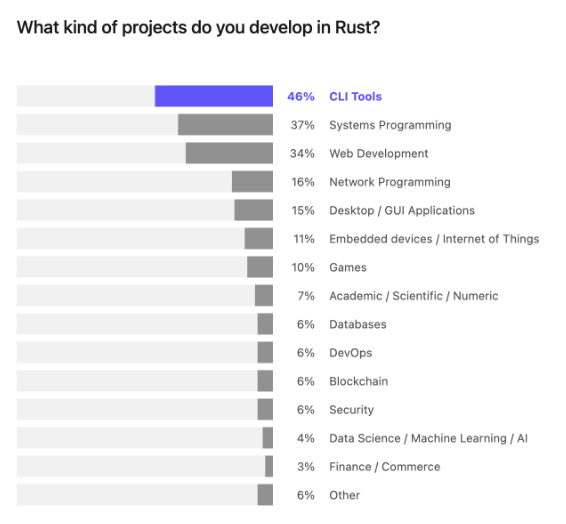 What kind of projects do you develop in Rust?
46% CLI Tools
37% Systems Programming
34% Web Development
16% Network Programming
15% Desktop / GUI Applications
11% Embedded devices / Internet of Things
10% Games
7% Academic / Scientific / Numeric
6% Databases
6% DevOps
6% Blockchain
6% Security
4% Data Science / Machine Learning / AI
3% Finance / Commerce
6% Other